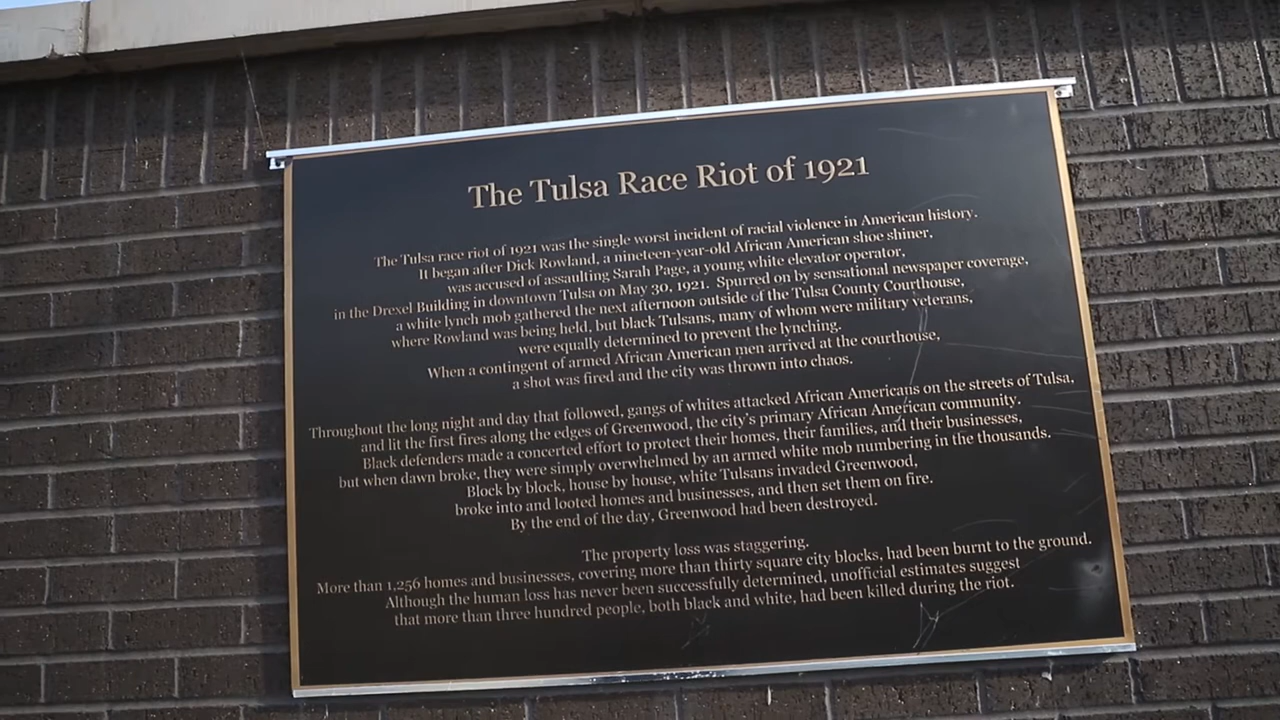 The Tulsa Race Riot of 1921
The Tulsa race riot of 1921 was the single worst incident of racial violence in American history.
It began after Dick Rowland, a nineteen-year-old African American shoe shiner,
was accused of assaulting Sarah Page, a young white elevator operator,
in the Drexel Building in downtown Tulsa on May 30, 1921. Spurred on by sensational newspaper coverage,
a white lynch mob gathered the next afternoon outside of the Tulsa County Courthouse,
where Rowland was being held, but black Tulsans, many of whom were military veterans,
were equally determined to prevent the lynching.
When a contingent of armed African American men arrived at the courthouse,
a shot was fired and the city was thrown into chaos.
Throughout the long night and day that followed, gangs of whites attacked African Americans on the streets of Tulsa,
and lit the first fires along the edges of Greenwood, the city's primary African American community.
Black defenders made a concerted effort to protect their homes, their families, and their businesses,
but when dawn broke, they were simply overwhelmed by an armed white mob numbering in the thousands.
Block by block, house by house, white Tulsans invaded Greenwood,
broke into and looted homes and businesses, and then set them on fire.
By the end of the day, Greenwood had been destroyed.
The property loss was staggering.
More than 1,256 homes and businesses, covering more than thirty square city blocks, had been burnt to the ground.
Although the human loss has never been successfully determined, unofficial estimates suggest
that more than three hundred people, both black and white, had been killed during the riot.